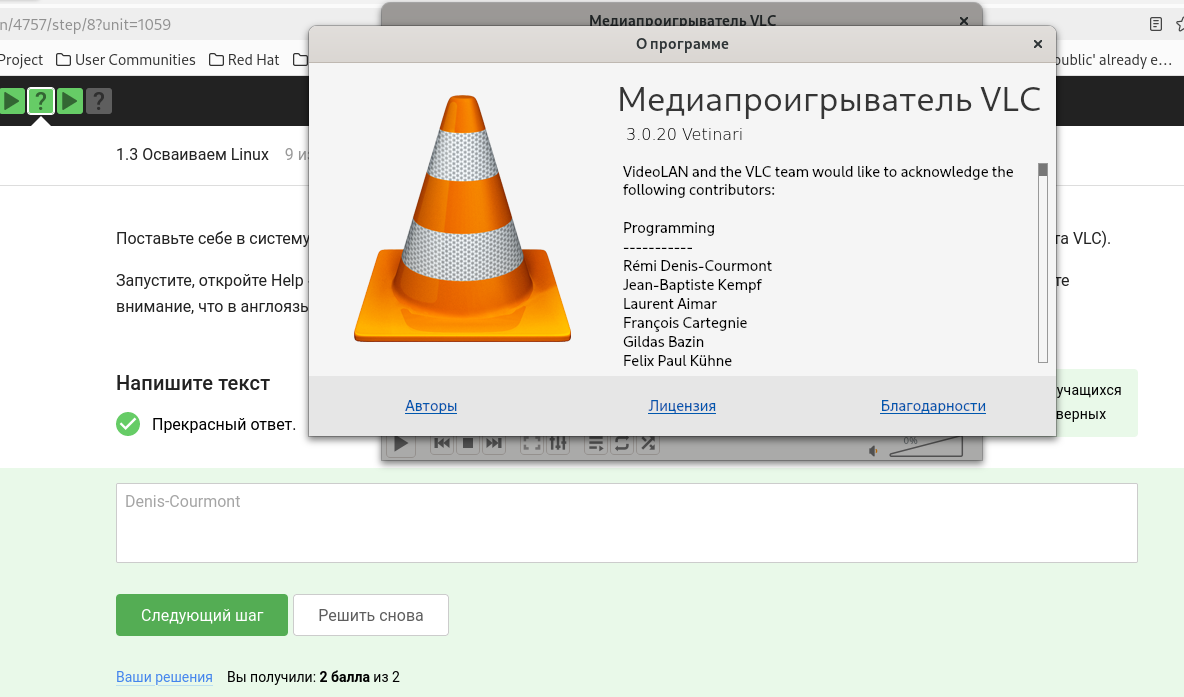 n/4757/step/8?unit=1059
Медиапроигрыватель VLC
Project User Communities Red Hat
О программе
public' already e…
1.3 Осваиваем Linux 9 из
Медиапроигрыватель VLC
3.0.20 Vetinari
VideoLAN and the VLC team would like to acknowledge the
following contributors:
Programming
-----------
Rémi Denis-Courmont
Jean-Baptiste Kempf
Laurent Aimar
François Cartegnie
Gildas Bazin
Felix Paul Kühne
Авторы Лицензия Благодарности
0%
Поставьте себе в систему
та VLC).
Запустите, откройте Help
те
внимание, что в англоязы
Напишите текст
учащихся
верных
Прекрасный ответ.
Denis-Courmont
Следующий шаг Решить снова
Ваши решения Вы получили: 2 балла из 2